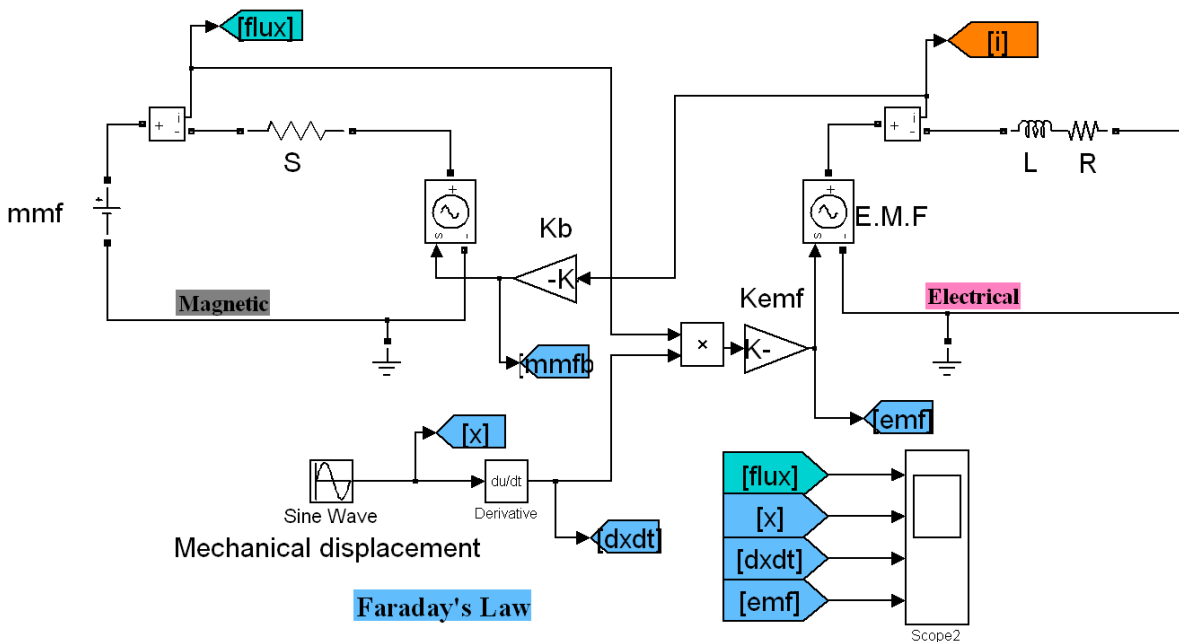 [flux]
[i]
+
i
-
+
i
-
S
L
R
mmf
+
+
s
-
+
s
-
E.M.F
Kb
-K
Kemf
Magnetic
Electrical
×
K-
[mmfb
[x]
[emf]
du/dt
Sine Wave
Derivative
Mechanical displacement
[dxdt]
Faraday's Law
[flux]
[x]
[dxdt]
[emf]
Scope2